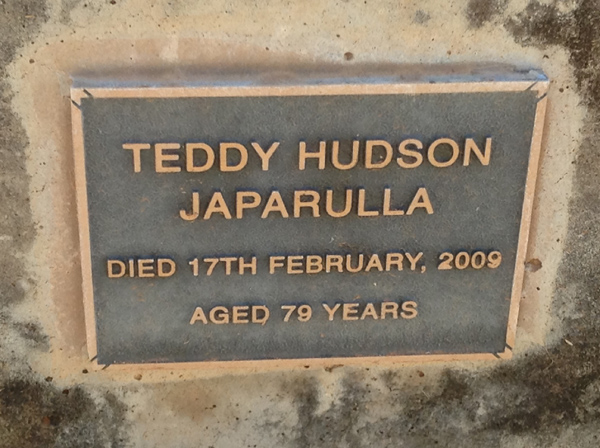 TEDDY HUDSON
JAPARULLA
DIED 17TH FEBRUARY, 2009
AGED 79 YEARS